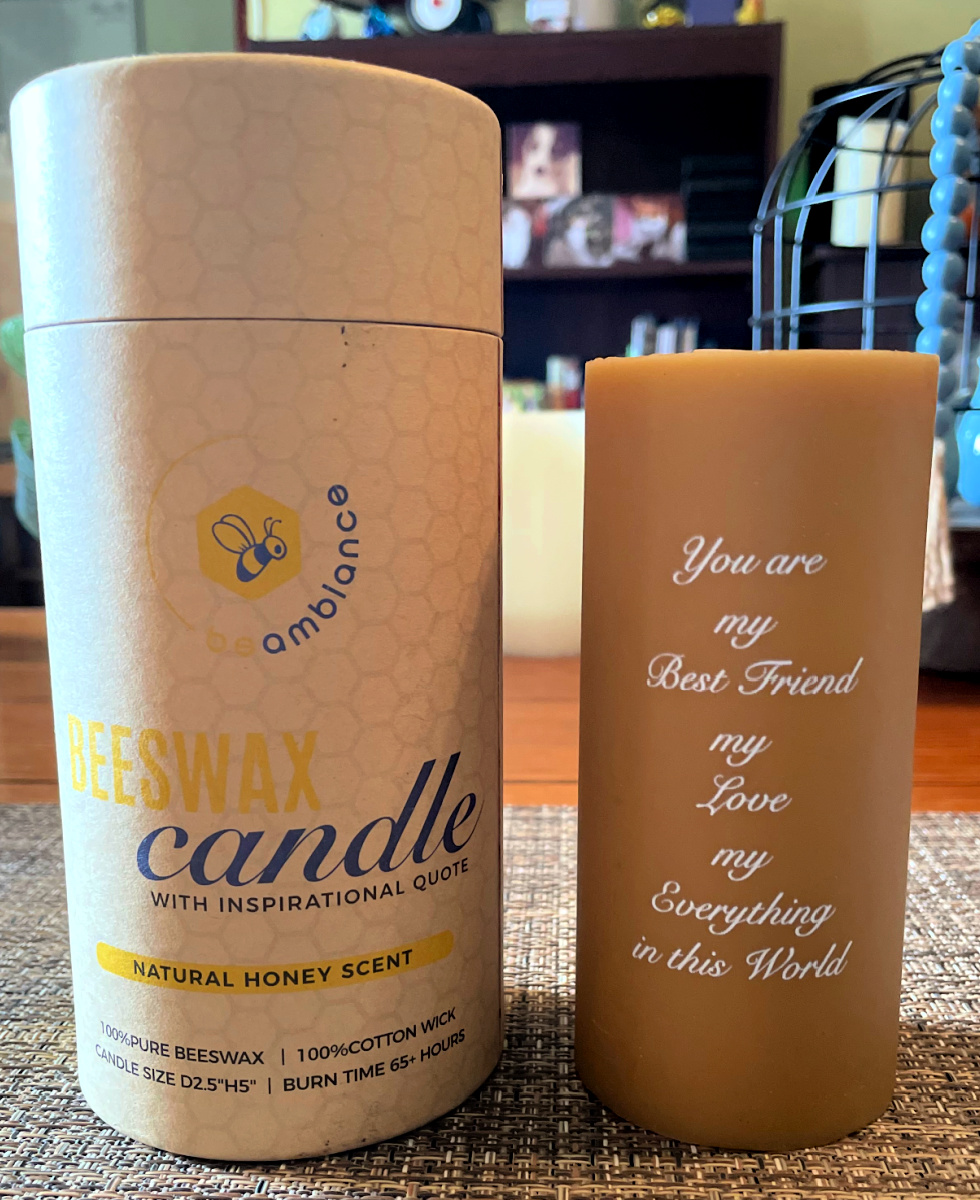 beambiance
BEESWAX
candle
WITH INSPIRATIONAL QUOTE
NATURAL HONEY SCENT
100%PURE BEESWAX | 100%COTTON WICK
CANDLE SIZE D2.5"H5" | BURN TIME 65+ HOURS
You are
my
Best Friend
my
Love
my
Everything
in this World